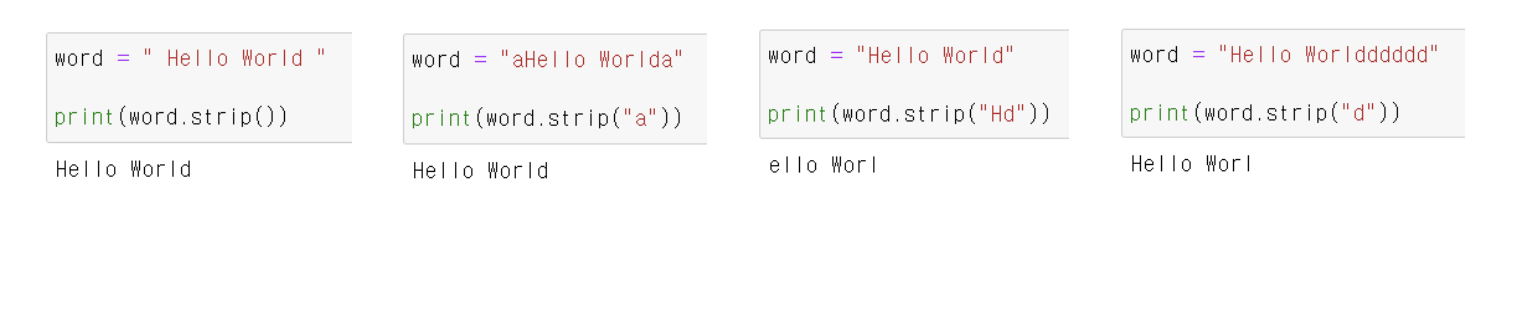 word = " Hello World "
print(word.strip())
Hello World
word = "aHello Worlda"
print(word.strip("a"))
Hello World
word = "Hello World"
print(word.strip("Hd"))
ello Worl
word = "Hello Worldddddd"
print(word.strip("d"))
Hello Worl